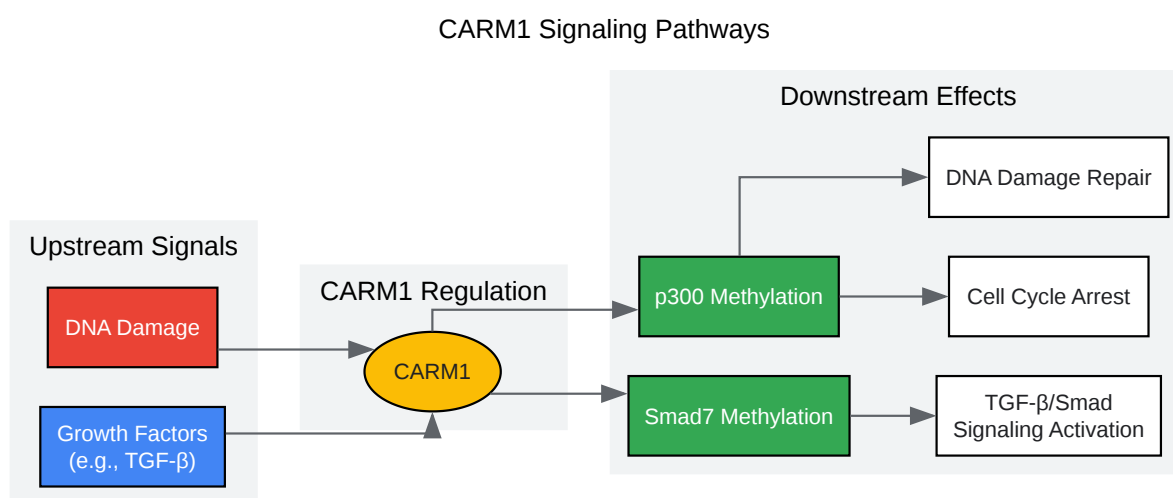 CARM1 Signaling Pathways
Upstream Signals
DNA Damage
Growth Factors
(e.g., TGF-β)
CARM1 Regulation
CARM1
Downstream Effects
p300 Methylation
Smad7 Methylation
DNA Damage Repair
Cell Cycle Arrest
TGF-β/Smad
Signaling Activation